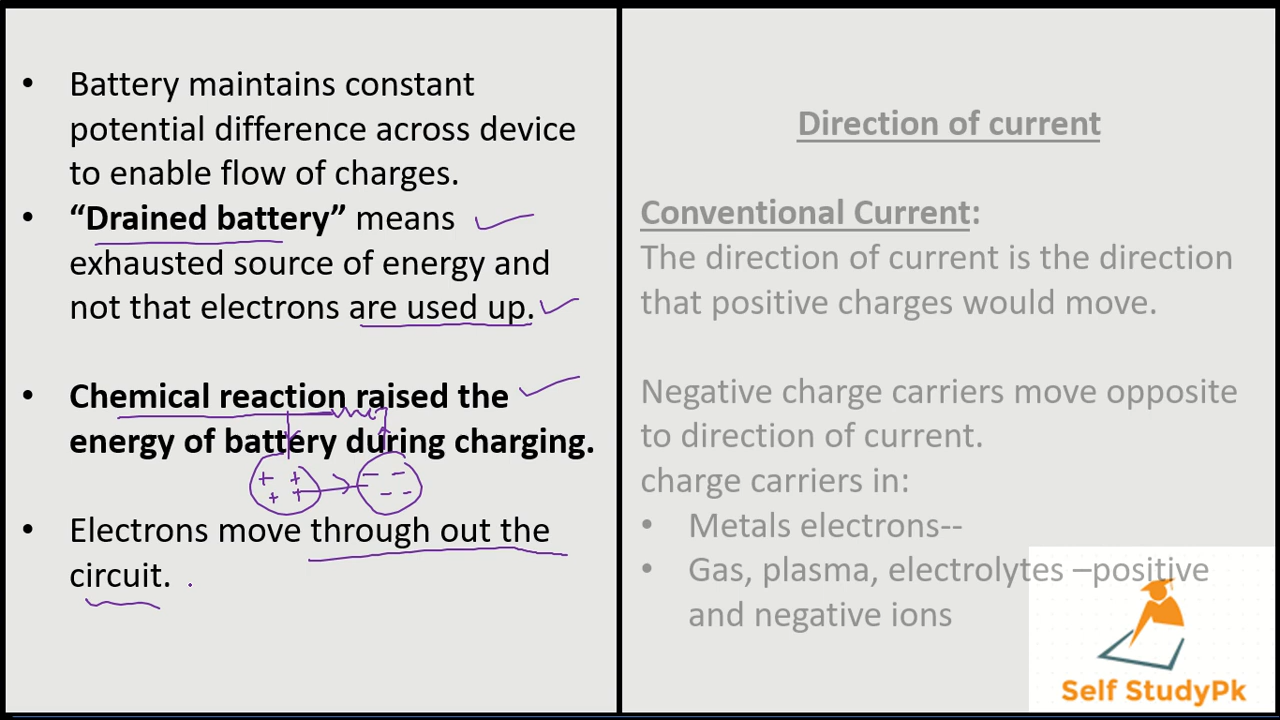 • Battery maintains constant
potential difference across device
to enable flow of charges.
• “Drained battery” means
exhausted source of energy and
not that electrons are used up.
• Chemical reaction raised the
energy of battery during charging.
+ + - -
+ + - -
• Electrons move through out the
circuit.
Direction of current
Conventional Current:
The direction of current is the direction
that positive charges would move.
Negative charge carriers move opposite
to direction of current.
charge carriers in:
• Metals electrons--
• Gas, plasma, electrolytes –positive
and negative ions
Self StudyPk